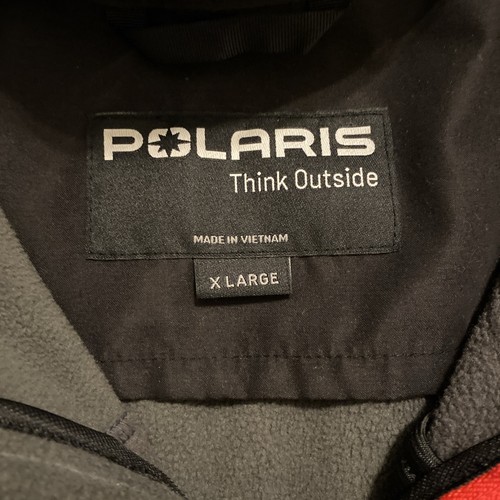 POLARIS
Think Outside
MADE IN VIETNAM
X LARGE